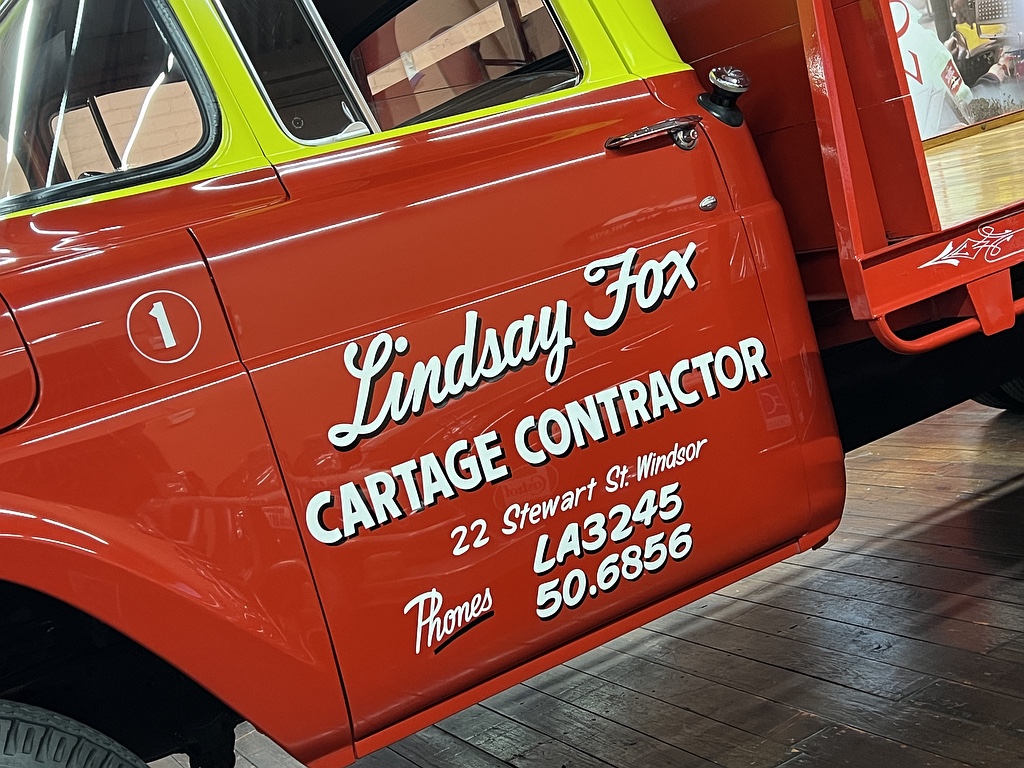 1
Lindsay Fox
CARTAGE CONTRACTOR
22 Stewart St. Windsor
LA3245
Phones 50.6856